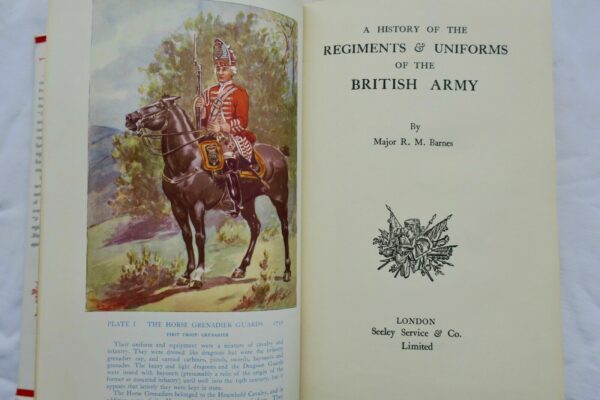 PLATE I THE HORSE GRENADIER GUARDS
FIRST TROOP: GRENADIER
Their uniform and equipment were a mixture of cavalry and
infantry. They were dressed like dragoons but wore the infantry
grenadier cap, and carried carbines, pistols, swords, bayonets and
grenades. The heavy and light dragoons and the Dragoon Guards
were issued with bayonets (presumably a relic of the origin of the
former as mounted infantry) until well into the 19th century, but it
appears that latterly they were kept in store.
The Horse Grenadiers belonged to the Household Cavalry, and in
A HISTORY OF THE
REGIMENTS & UNIFORMS
OF THE
BRITISH ARMY
By
Major R. M. Barnes
LONDON
Seeley Service & Co.
Limited